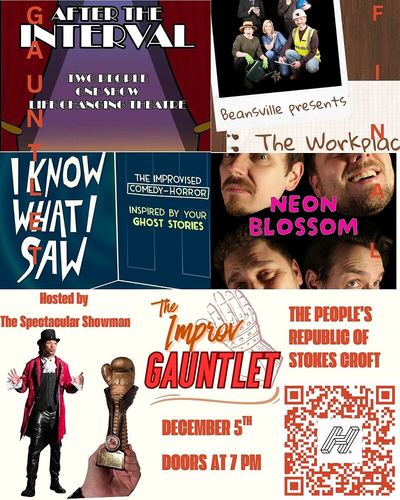 GAUNTLET
FINAL
AFTER THE
INTERVAL
TWO PEOPLE
ONE SHOW
LIFE CHANGING THEATRE
Beansville presents
The Workplac
I KNOW
WHAT I
SAW
THE IMPROVISED
COMEDY-HORROR
INSPIRED BY YOUR
GHOST STORIES
NEON
BLOSSOM
Hosted by
The Spectacular Showman
The
Improv
GAUNTLET
DECEMBER 5TH
DOORS AT 7 PM
THE PEOPLE'S
REPUBLIC OF
STOKES CROFT
H